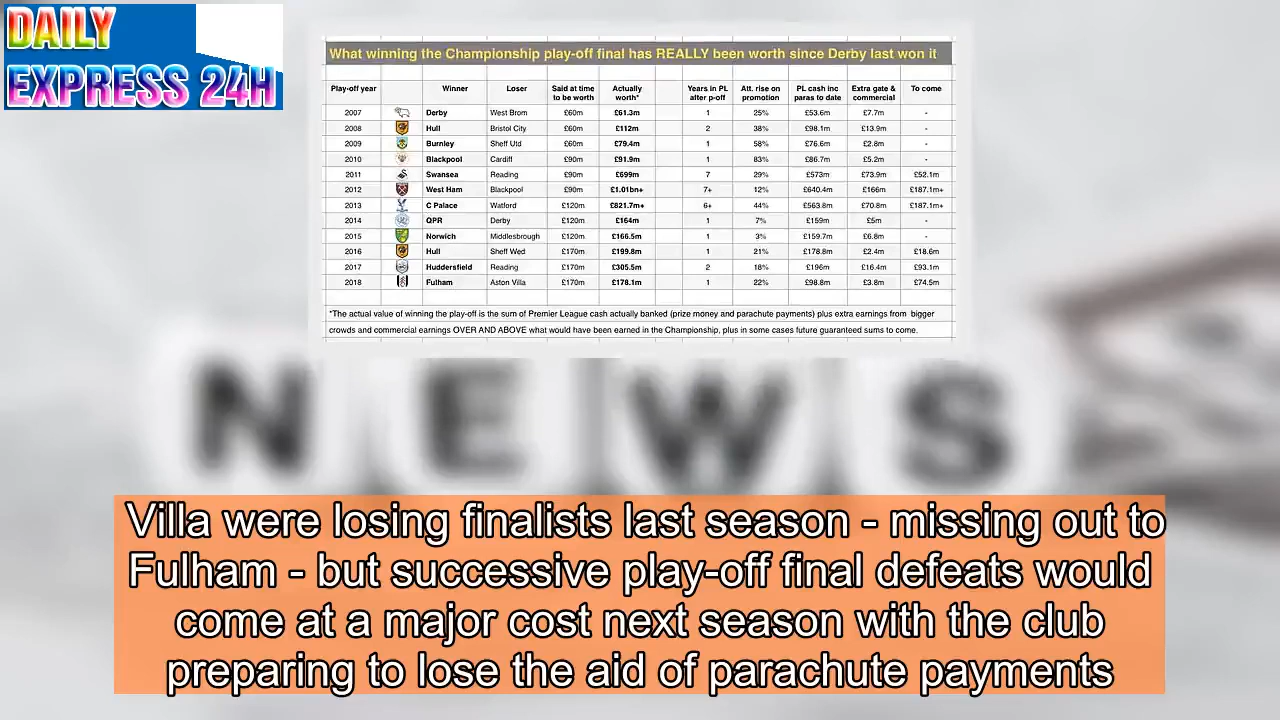 DAILY
EXPRESS 24H
What winning the Championship play-off final has REALLY been worth since Derby last won it
Play-off year Winner Loser Said at time to be worth Actually worth* Years in PL after p-off Att. rise on promotion PL cash inc paras to date Extra gate & commercial To come
2007 Derby West Brom £60m £61.3m 1 25% £53.6m £7.7m -
2008 Hull Bristol City £60m £112m 2 38% £98.1m £13.9m -
2009 Burnley Sheff Utd £60m £79.4m 1 58% £76.6m £2.8m -
2010 Blackpool Cardiff £90m £91.9m 1 83% £86.7m £5.2m -
2011 Swansea Reading £90m £699m 7 29% £573m £73.9m £52.1m
2012 West Ham Blackpool £90m £1.01bn+ 7+ 12% £640.4m £166m £187.1m+
2013 C Palace Watford £120m £821.7m+ 6+ 44% £563.8m £70.8m £187.1m+
2014 QPR Derby £120m £164m 1 7% £159m £5m -
2015 Norwich Middlesbrough £120m £166.5m 1 3% £159.7m £6.8m -
2016 Hull Sheff Wed £170m £199.8m 1 21% £178.8m £2.4m £18.6m
2017 Huddersfield Reading £170m £305.5m 2 18% £196m £16.4m £93.1m
2018 Fulham Aston Villa £170m £178.1m 1 22% £98.8m £3.8m £74.5m
*The actual value of winning the play-off is the sum of Premier League cash actually banked (prize money and parachute payments) plus extra earnings from bigger
crowds and commercial earnings OVER AND ABOVE what would have been earned in the Championship, plus in some cases future guaranteed sums to come.
NEWS
Villa were losing finalists last season - missing out to
Fulham - but successive play-off final defeats would
come at a major cost next season with the club
preparing to lose the aid of parachute payments